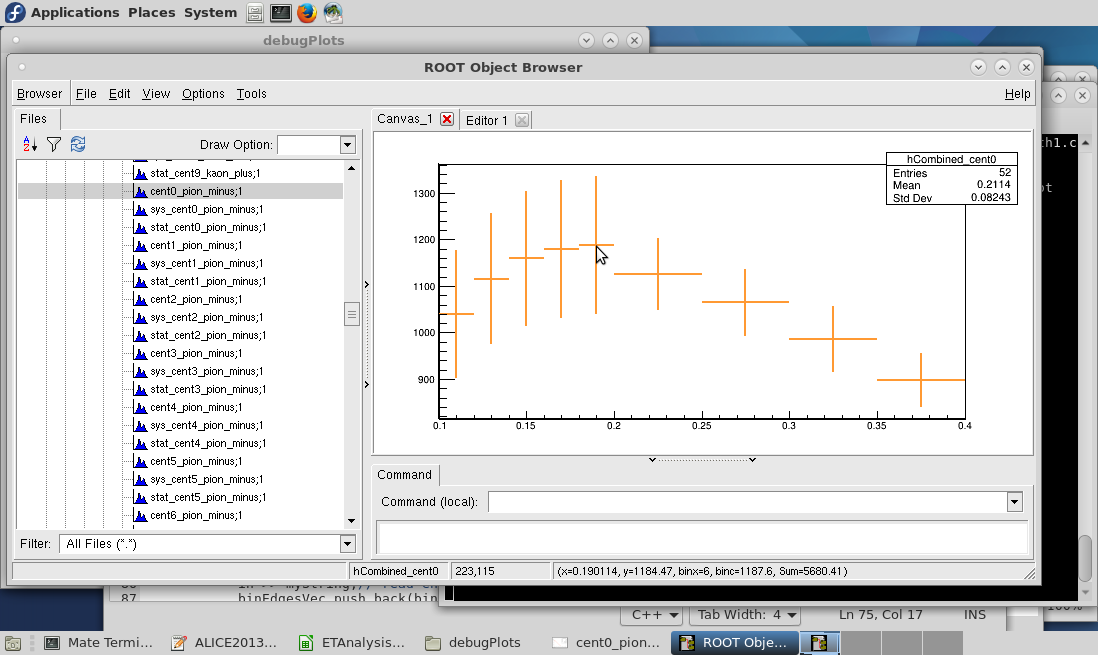 Applications Places System
debugPlots
ROOT Object Browser
Browser File Edit View Options Tools Help
Files
Canvas_1 Editor 1
Draw Option:
stat_cent9_kaon_plus;1
cent0_pion_minus;1
sys_cent0_pion_minus;1
stat_cent0_pion_minus;1
cent1_pion_minus;1
sys_cent1_pion_minus;1
stat_cent1_pion_minus;1
cent2_pion_minus;1
sys_cent2_pion_minus;1
stat_cent2_pion_minus;1
cent3_pion_minus;1
sys_cent3_pion_minus;1
stat_cent3_pion_minus;1
cent4_pion_minus;1
sys_cent4_pion_minus;1
stat_cent4_pion_minus;1
cent5_pion_minus;1
sys_cent5_pion_minus;1
stat_cent5_pion_minus;1
cent6_pion_minus;1
Filter: All Files (*.*)
hCombined_cent0
Entries 52
Mean 0.2114
Std Dev 0.08243
1300
1200
1100
1000
900
0.1 0.15 0.2 0.25 0.3 0.35 0.4
Command
Command (local):
hCombined_cent0 223,115 (x=0.190114, y=1184.47, binx=6, binc=1187.6, Sum=5680.41)
th1.c
ot
87 binEdgesVec.push_back(bin
C++ Tab Width: 4 Ln 75, Col 17 INS
100%
Mate Termi... ALICE2013... ETAnalysis... debugPlots cent0_pion... ROOT Obje...